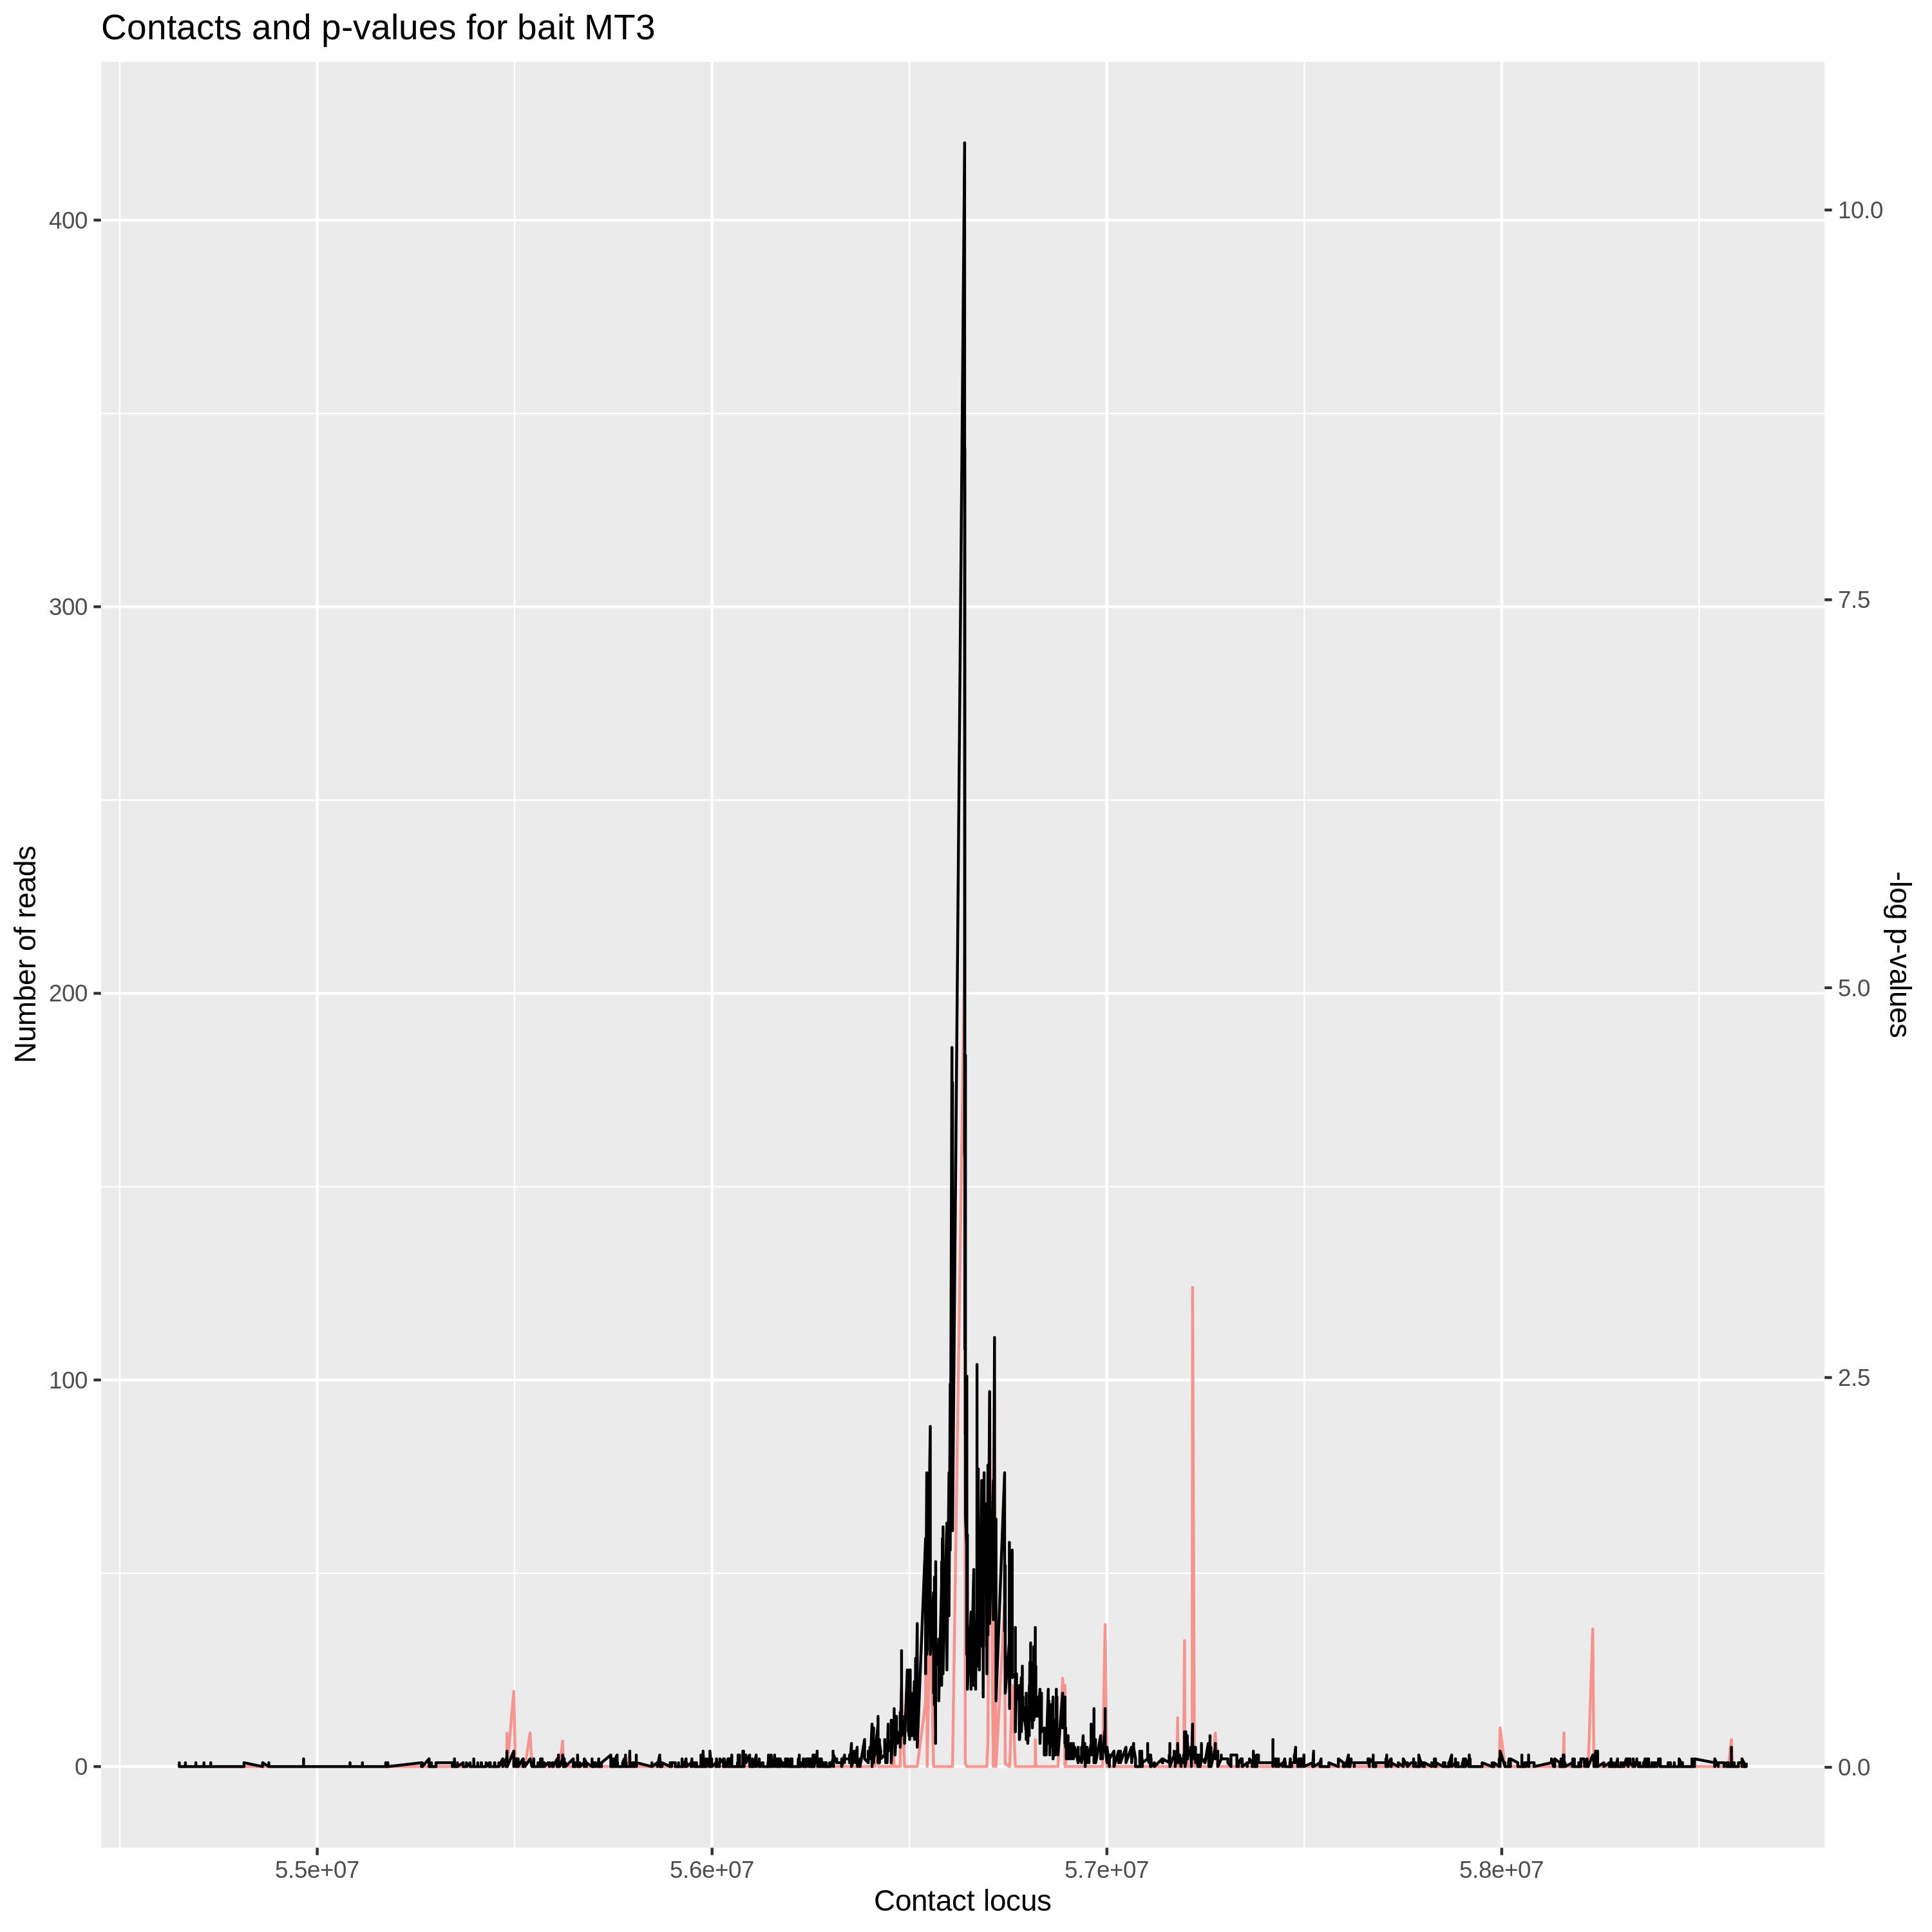 Contacts and p-values for bait MT3
Number of reads
400
300
200
100
0
10.0
7.5
5.0
2.5
0.0
-log p-values
5.5e+07
5.6e+07
5.7e+07
5.8e+07
Contact locus